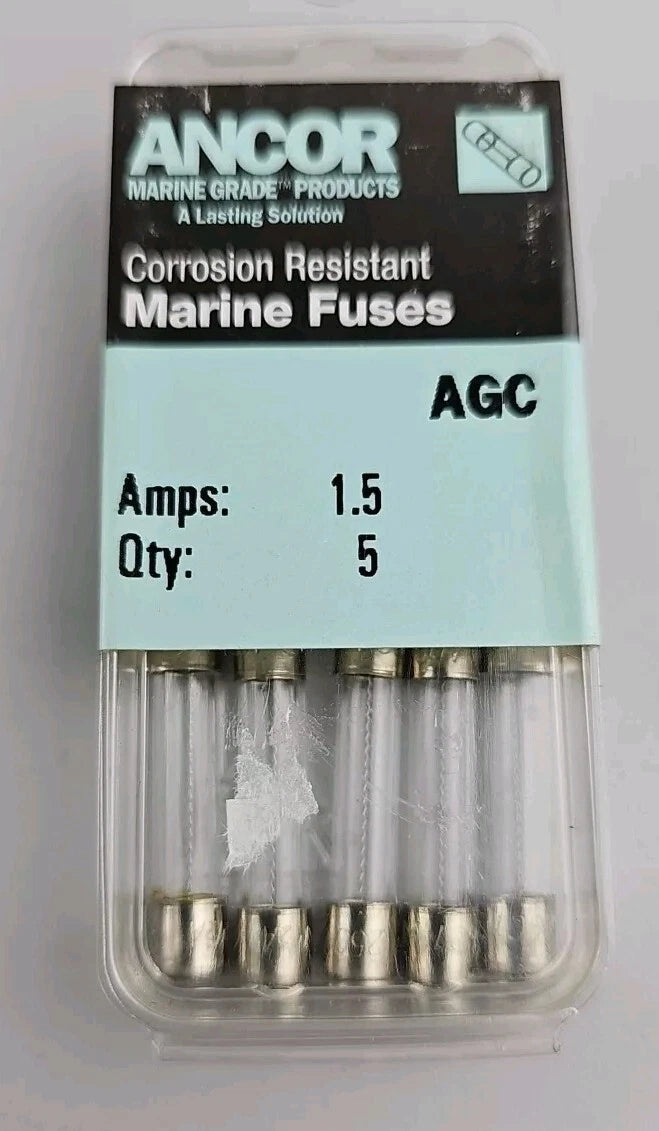 ANCOR
MARINE GRADE™ PRODUCTS
A Lasting Solution
Corrosion Resistant
Marine Fuses
AGC
Amps: 1.5
Qty: 5